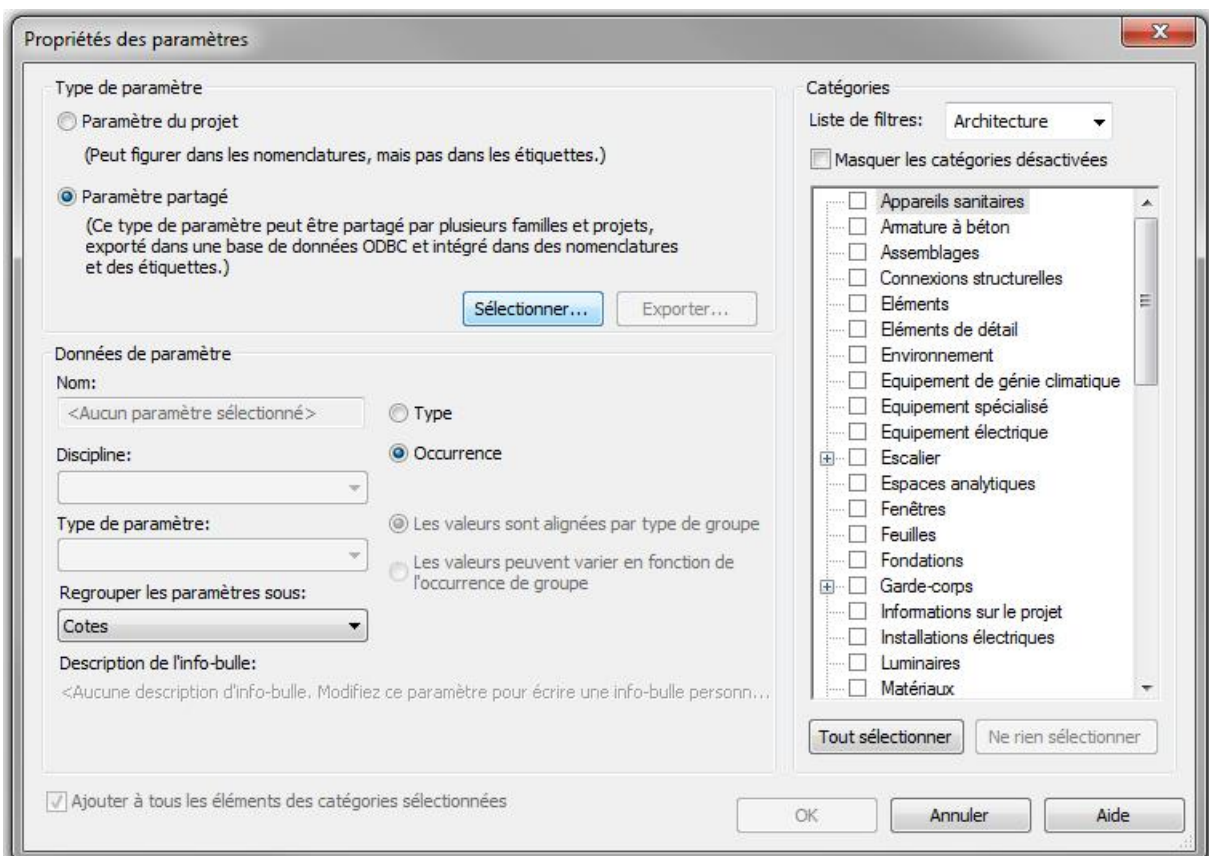 Propriétés des paramètres
Type de paramètre
Paramètre du projet
(Peut figurer dans les nomenclatures, mais pas dans les étiquettes.)
Paramètre partagé
(Ce type de paramètre peut être partagé par plusieurs familles et projets,
exporté dans une base de données ODBC et intégré dans des nomenclatures
et des étiquettes.)
Sélectionner...
Exporter...
Données de paramètre
Nom:
<Aucun paramètre sélectionné>
Type
Discipline:
Occurrence
Type de paramètre:
Les valeurs sont alignées par type de groupe
Les valeurs peuvent varier en fonction de
l'occurrence de groupe
Regrouper les paramètres sous:
Cotes
Description de l'info-bulle:
<Aucune description d'info-bulle. Modifiez ce paramètre pour écrire une info-bulle personn...
Ajouter à tous les éléments des catégories sélectionnées
Catégories
Liste de filtres:
Architecture
Masquer les catégories désactivées
Appareils sanitaires
Armature à béton
Assemblages
Connexions structurelles
Eléments
Eléments de détail
Environnement
Equipement de génie climatique
Equipement spécialisé
Equipement électrique
Escalier
Espaces analytiques
Fenêtres
Feuilles
Fondations
Garde-corps
Informations sur le projet
Installations électriques
Luminaires
Matériaux
Tout sélectionner
Ne rien sélectionner
OK
Annuler
Aide